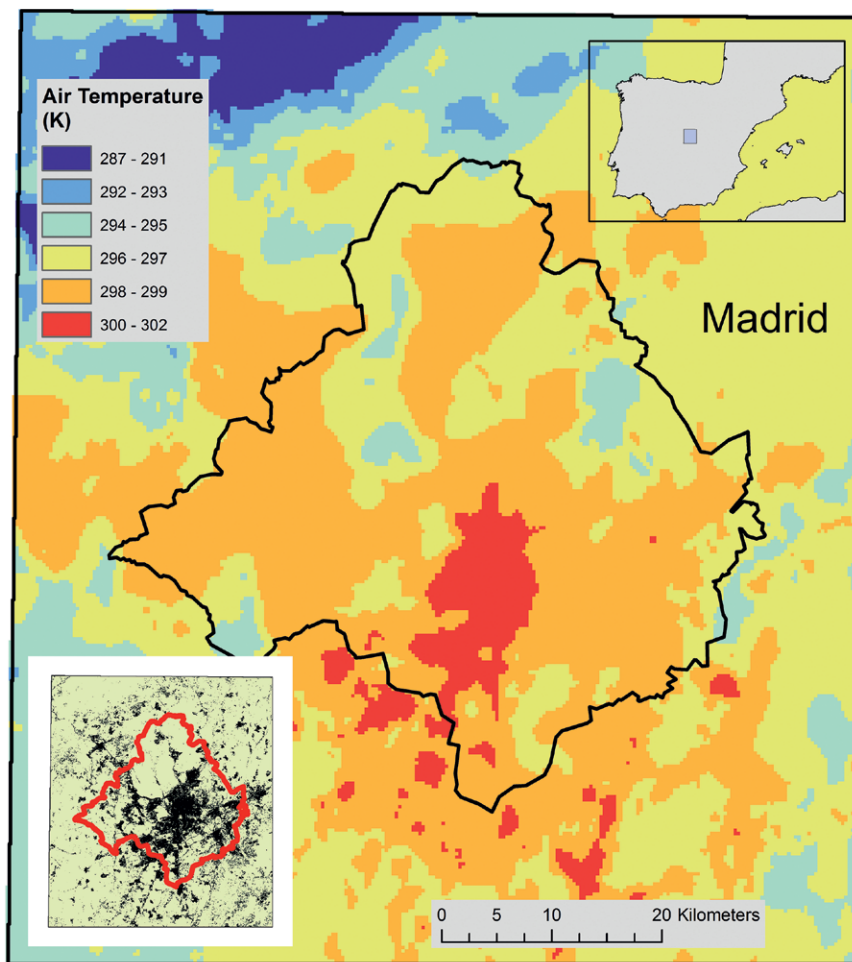 Air Temperature
(K)
287 - 291
292 - 293
294 - 295
296 - 297
298 - 299
300 - 302
Madrid
0 5 10 20 Kilometers